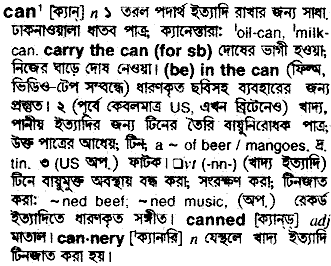 can¹ [ক্যান্] n ১ তরল পদার্থ ইত্যাদি রাখার জন্য সাধা,
ঢাকনাওয়ালা ধাতব পাত্র, ক্যানেস্তারা: ˈoil-can, ˈmilk-
can. carry the can (for sb) দোষের ভাগী হওয়া;
নিজের ঘাড়ে দোষ নেওয়া। (be) in the can (ফিল্ম,
ভিডিও-টেপ সম্বন্ধে) ধারণকৃত ছবিসহ ব্যবহারের জন্য
প্রস্তুত। ২ (পূর্বে কেবলমাত্র US, এখন ব্রিটেনেও) খাদ্য,
পানীয় ইত্যাদির জন্য টিনের তৈরি বায়ুনিরোধক পাত্র;
উক্ত পাত্রের আধেয়; টিন; a ~ of beer / mangoes, দ্র.
tin. ৩ (US অপ.) ফাটক। □vt (-nn-) (খাদ্য ইত্যাদি)
টিনে বায়ুমুক্ত অবস্থায় বন্ধ করা; সংরক্ষণ করা; টিনজাত
করা: ~ned beef; ~ned music, (অপ.) রেকর্ড
ইত্যাদিতে ধারণকৃত সঙ্গীত। canned [ক্যান্‌ড্] adj
মাতাল। can·nery [ˈক্যানারি] n যেস্থলে খাদ্য ইত্যাদি
টিনজাত করা হয়।